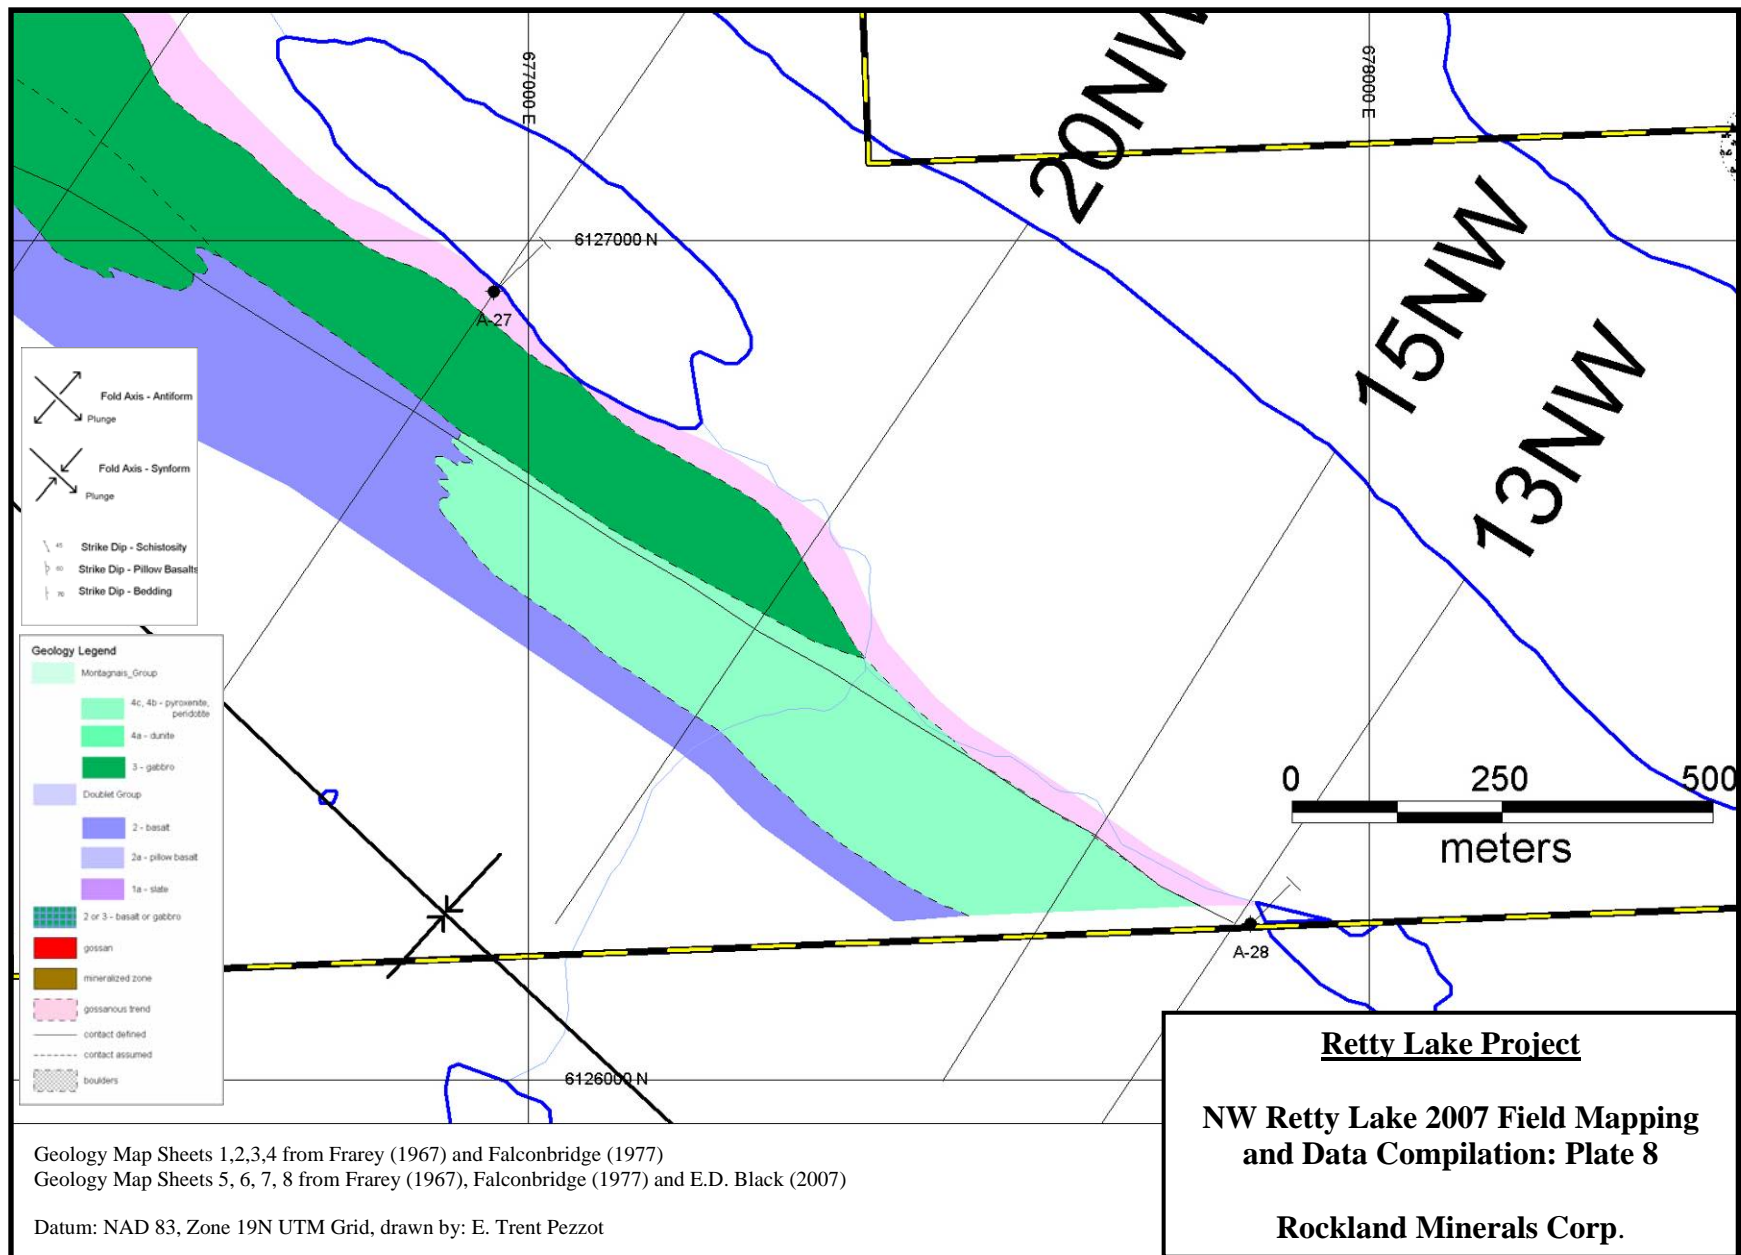 677000 E
678000 E
20NW
6127000 N
15NW
A-27
13NW
Fold Axis - Antiform
Plunge
Fold Axis - Synform
Plunge
45 Strike Dip - Schistosity
60 Strike Dip - Pillow Basalts
70 Strike Dip - Bedding
Geology Legend
Montagnais_Group
4c, 4b - pyroxenite,
peridotite
4a - dunite
3 - gabbro
Doublet Group
2 - basalt
2a - pillow basalt
1a - slate
2 or 3 - basalt or gabbro
gossan
mineralized zone
gossanous trend
contact defined
contact assumed
boulders
0 250 500
meters
A-28
6126000 N
Retty Lake Project
NW Retty Lake 2007 Field Mapping
and Data Compilation: Plate 8
Rockland Minerals Corp.
Geology Map Sheets 1,2,3,4 from Frarey (1967) and Falconbridge (1977)
Geology Map Sheets 5, 6, 7, 8 from Frarey (1967), Falconbridge (1977) and E.D. Black (2007)
Datum: NAD 83, Zone 19N UTM Grid, drawn by: E. Trent Pezzot